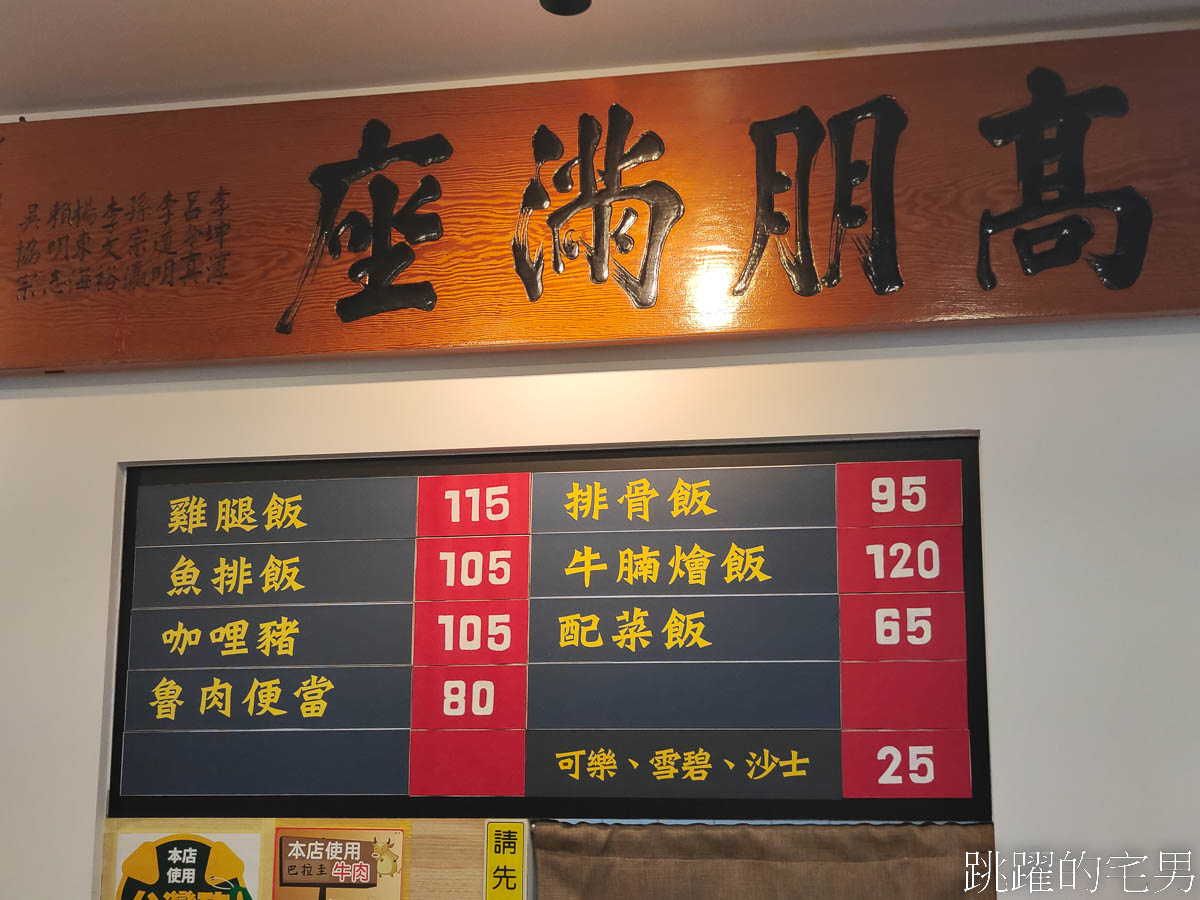 高朋滿座
李坤澤
呂今真
李達明
孫宗瀛
李文裕
楊東海
賴明志
吳協榮
雞腿飯 115
魚排飯 105
咖哩豬 105
魯肉便當 80
排骨飯 95
牛腩燴飯 120
配菜飯 65
可樂、雪碧、沙士 25
本店
使用
本店使用
巴拉圭牛肉
請先
跳躍的宅男